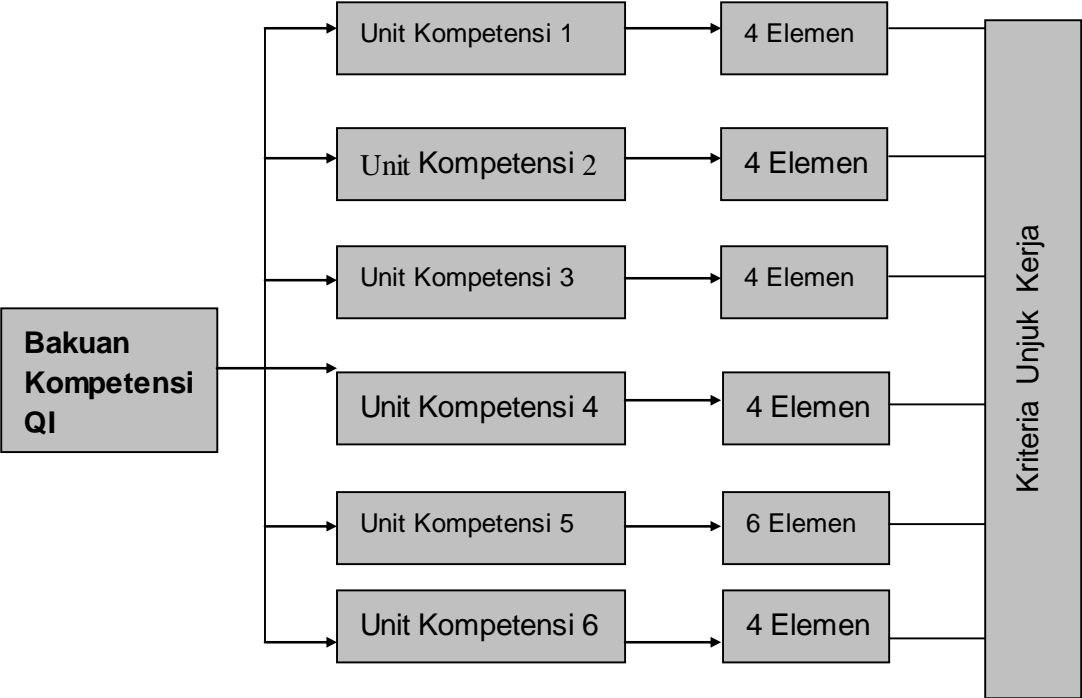 Unit Kompetensi 1
4 Elemen
Unit Kompetensi 2
4 Elemen
Unit Kompetensi 3
4 Elemen
Bakuan
Kompetensi
QI
Unit Kompetensi 4
4 Elemen
Unit Kompetensi 5
6 Elemen
Unit Kompetensi 6
4 Elemen
Kriteria Unjuk Kerja